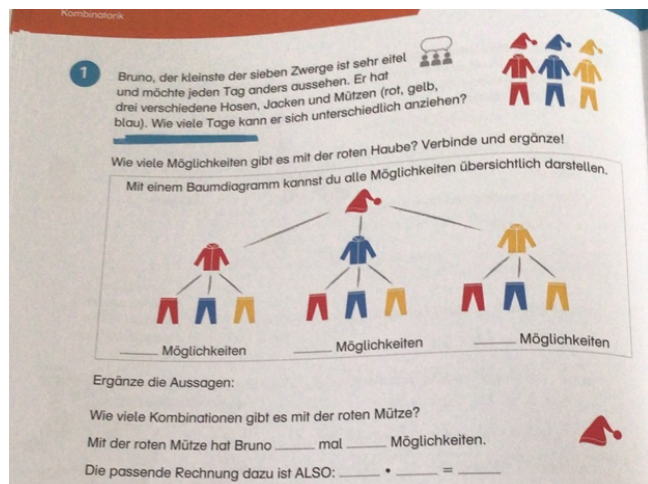 Kombinatorik
1
Bruno, der kleinste der sieben Zwerge ist sehr eitel
und möchte jeden Tag anders aussehen. Er hat
drei verschiedene Hosen, Jacken und Mützen (rot, gelb,
blau). Wie viele Tage kann er sich unterschiedlich anziehen?
Wie viele Möglichkeiten gibt es mit der roten Haube? Verbinde und ergänze!
Mit einem Baumdiagramm kannst du alle Möglichkeiten übersichtlich darstellen.
_____ Möglichkeiten _____ Möglichkeiten _____ Möglichkeiten
Ergänze die Aussagen:
Wie viele Kombinationen gibt es mit der roten Mütze?
Mit der roten Mütze hat Bruno _____ mal _____ Möglichkeiten.
Die passende Rechnung dazu ist ALSO: _____ • _____ = _____